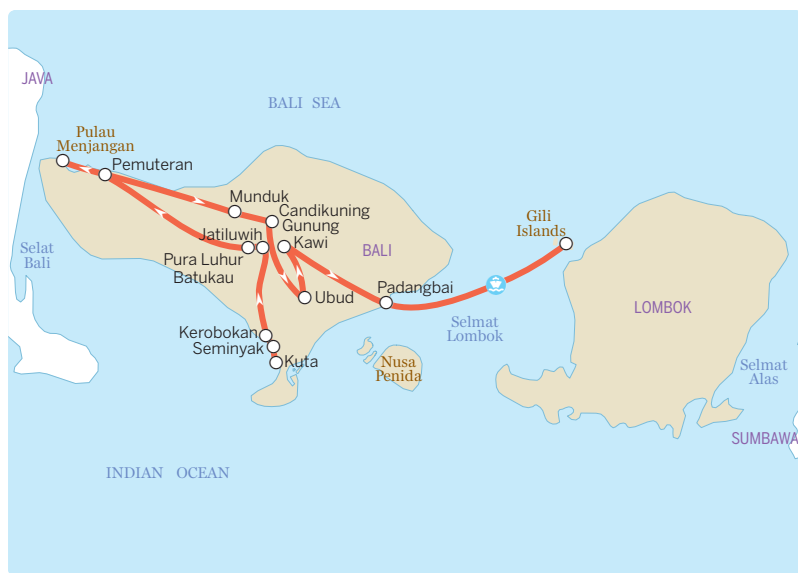 JAVA
BALI SEA
Pulau
Menjangan
Pemuteran
Munduk
Candikuning
Gunung
Kawi
Jatiluwih
Pura Luhur
Batukau
BALI
Gili
Islands
Selat
Bali
Ubud
Padangbai
LOMBOK
Selmat
Lombok
Kerobokan
Seminyak
Kuta
Nusa
Penida
Selmat
Alas
SUMBAWA
INDIAN OCEAN